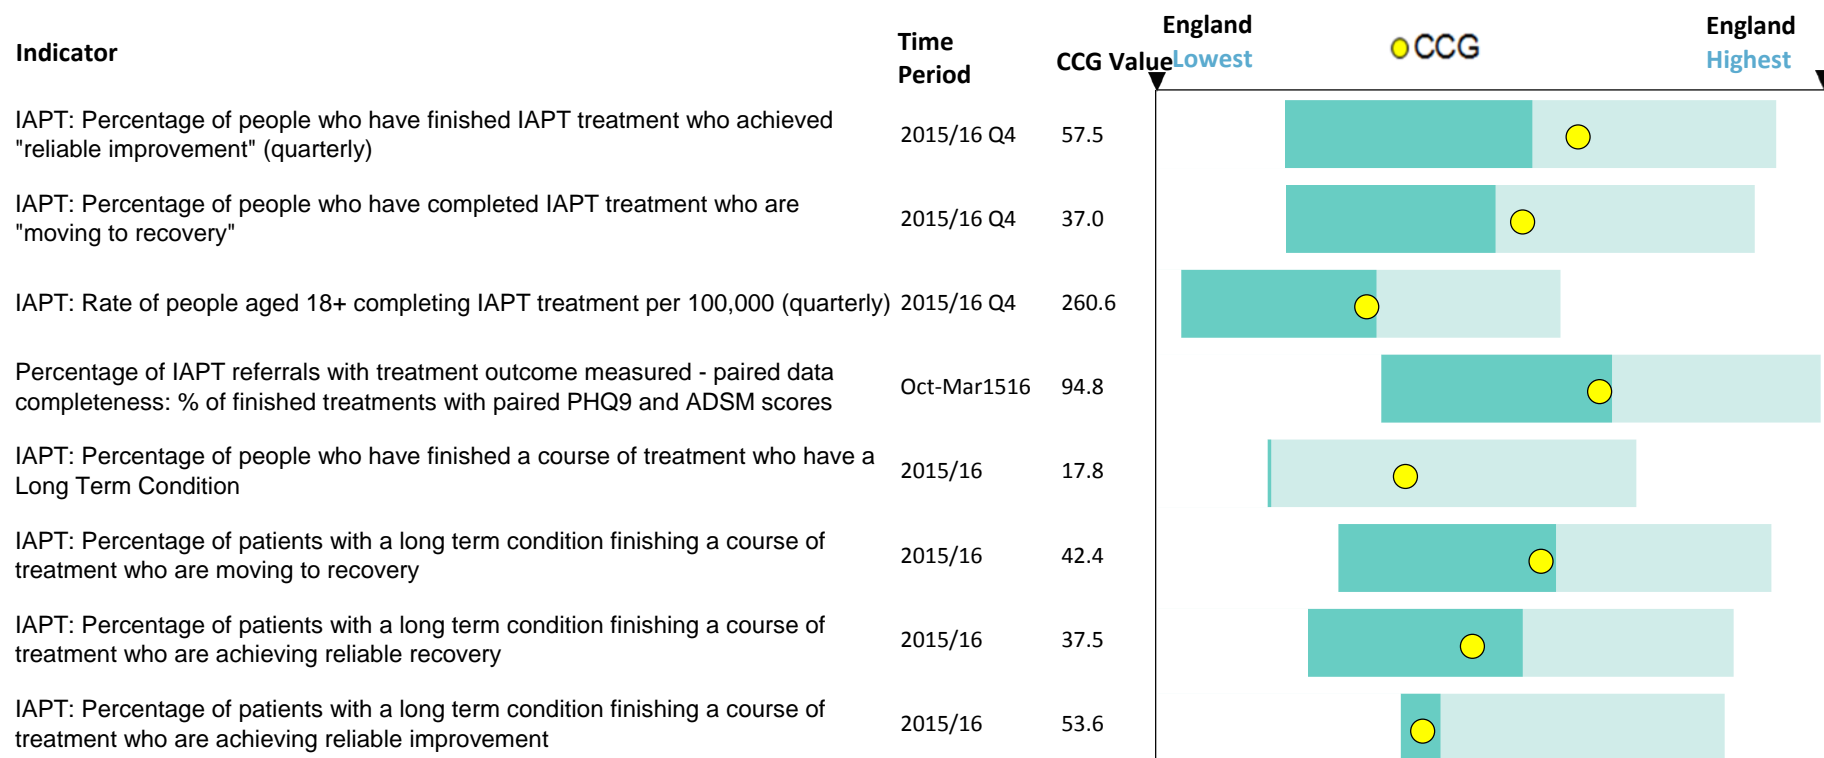 Indicator
Time
Period
CCG Value
England
Lowest
CCG
England
Highest
IAPT: Percentage of people who have finished IAPT treatment who achieved
"reliable improvement" (quarterly)
2015/16 Q4
57.5
IAPT: Percentage of people who have completed IAPT treatment who are
"moving to recovery"
2015/16 Q4
37.0
IAPT: Rate of people aged 18+ completing IAPT treatment per 100,000 (quarterly)
2015/16 Q4
260.6
Percentage of IAPT referrals with treatment outcome measured - paired data
completeness: % of finished treatments with paired PHQ9 and ADSM scores
Oct-Mar1516
94.8
IAPT: Percentage of people who have finished a course of treatment who have a
Long Term Condition
2015/16
17.8
IAPT: Percentage of patients with a long term condition finishing a course of
treatment who are moving to recovery
2015/16
42.4
IAPT: Percentage of patients with a long term condition finishing a course of
treatment who are achieving reliable recovery
2015/16
37.5
IAPT: Percentage of patients with a long term condition finishing a course of
treatment who are achieving reliable improvement
2015/16
53.6